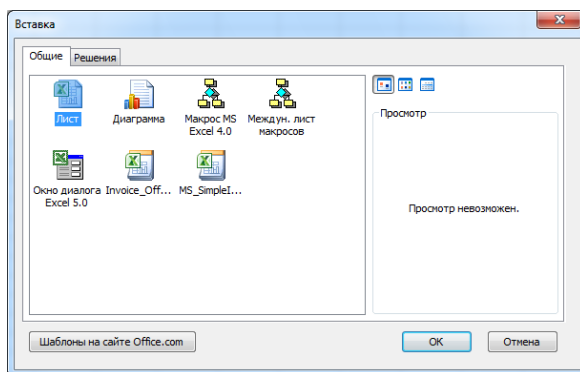 Вставка
Общие
Решения
Лист
Диаграмма
Макрос MS
Excel 4.0
Междун. лист
макросов
Окно диалога
Excel 5.0
Invoice_Off...
MS_SimpleI...
Просмотр
Просмотр невозможен.
Шаблоны на сайте Office.com
OK
Отмена